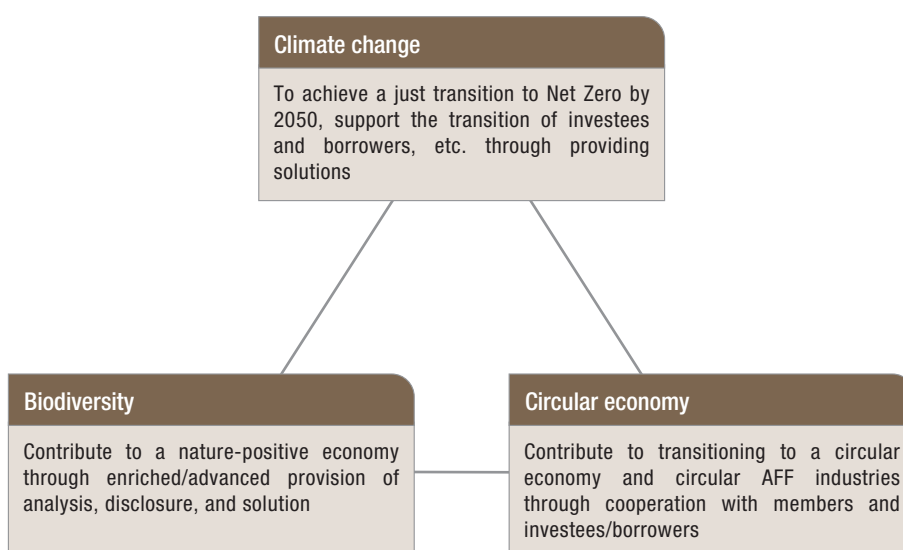 Climate change
To achieve a just transition to Net Zero by
2050, support the transition of investees
and borrowers, etc. through providing
solutions
Biodiversity
Contribute to a nature-positive economy
through enriched/advanced provision of
analysis, disclosure, and solution
Circular economy
Contribute to transitioning to a circular
economy and circular AFF industries
through cooperation with members and
investees/borrowers